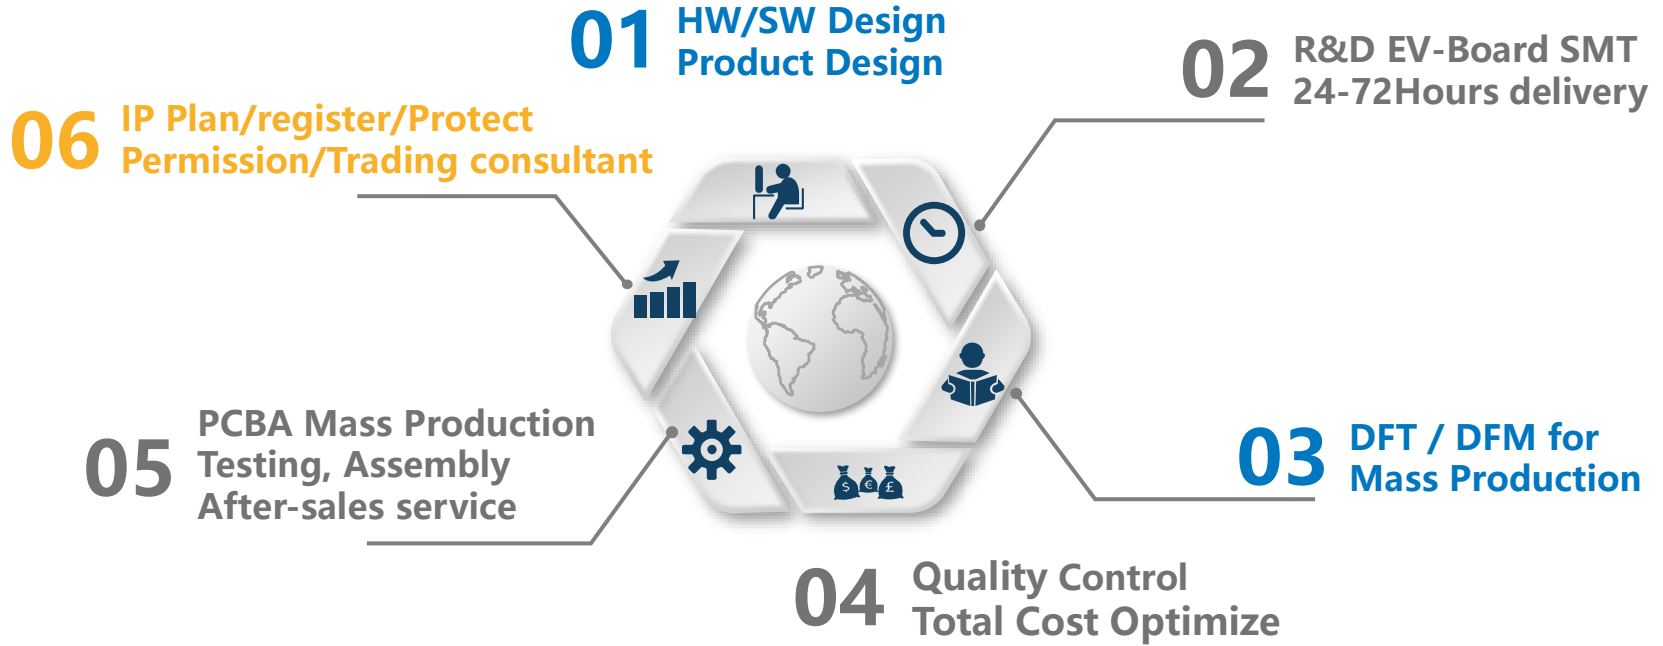 01
HW/SW Design
Product Design
02
R&D EV-Board SMT
24-72Hours delivery
03
DFT / DFM for
Mass Production
04
Quality Control
Total Cost Optimize
05
PCBA Mass Production
Testing, Assembly
After-sales service
06
IP Plan/register/Protect
Permission/Trading consultant
$ € £